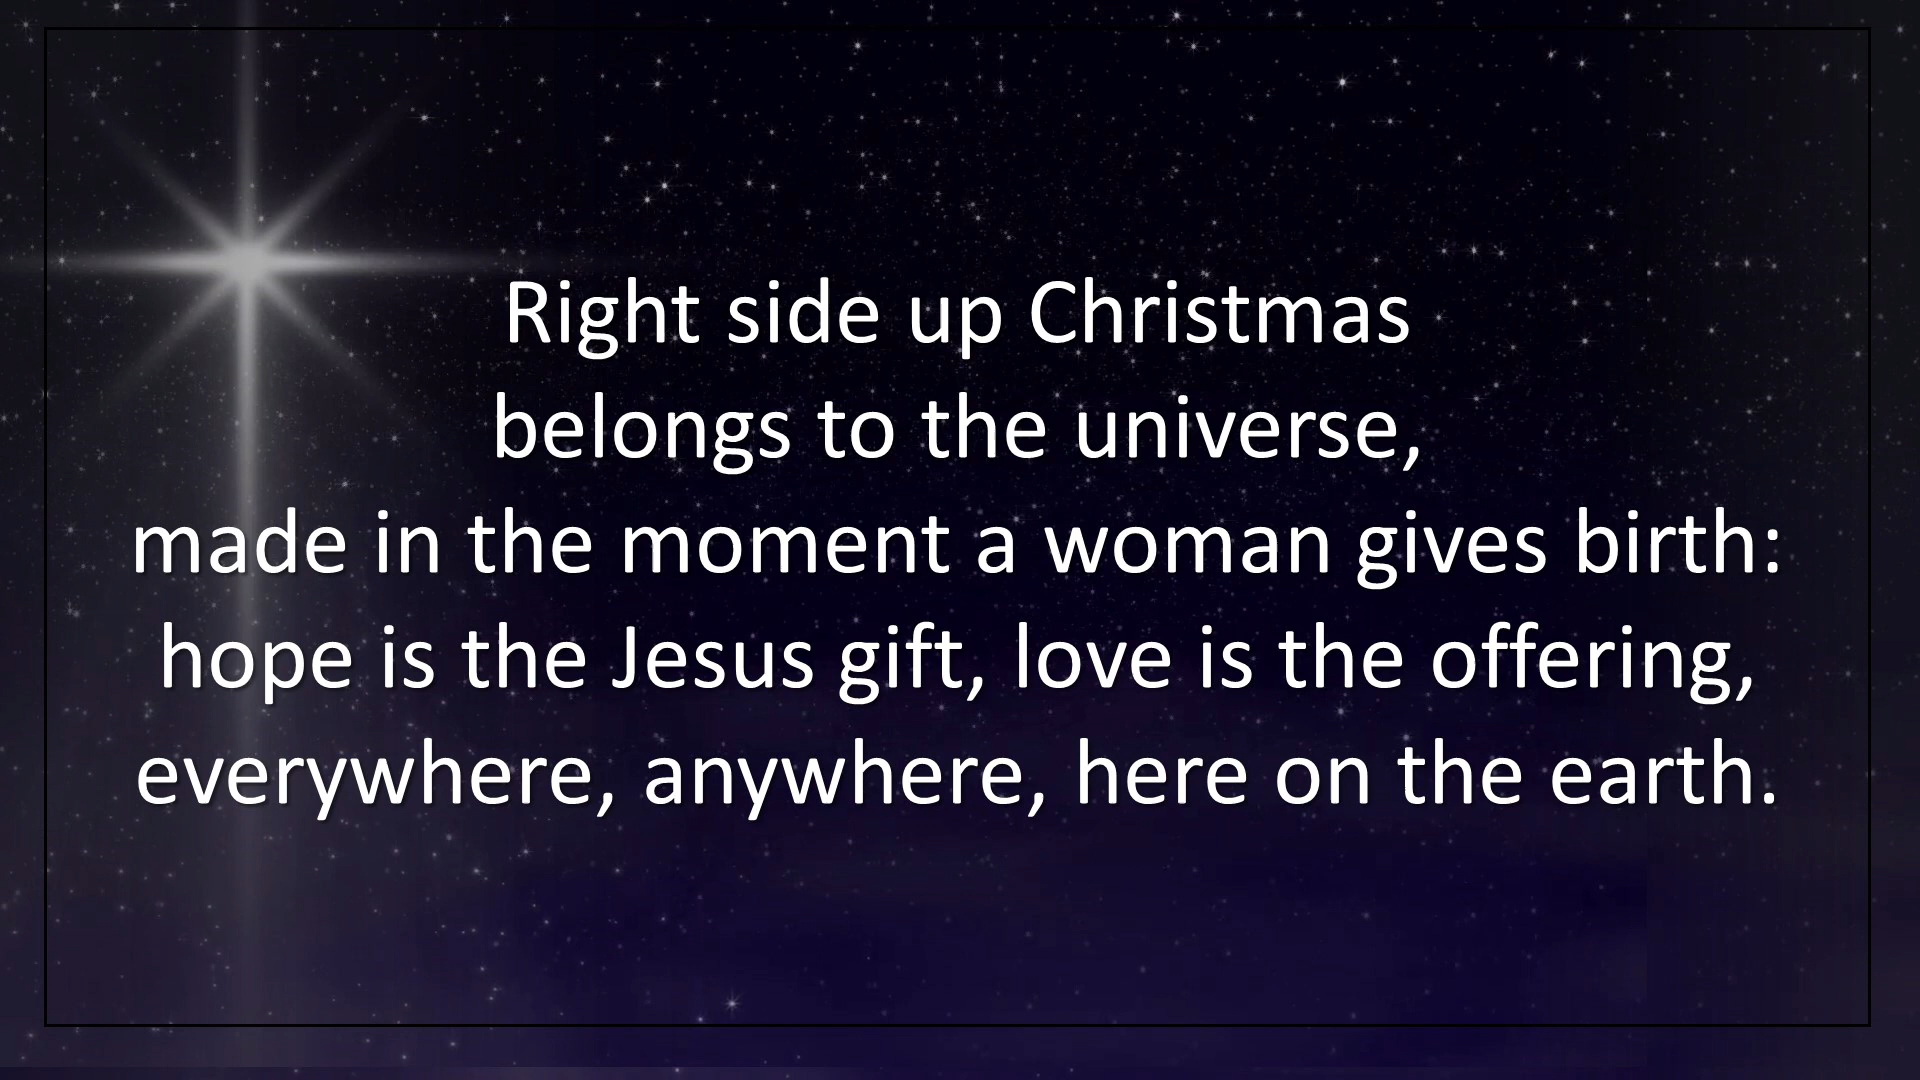 Right side up Christmas
belongs to the universe,
made in the moment a woman gives birth:
hope is the Jesus gift, love is the offering,
everywhere, anywhere, here on the earth.